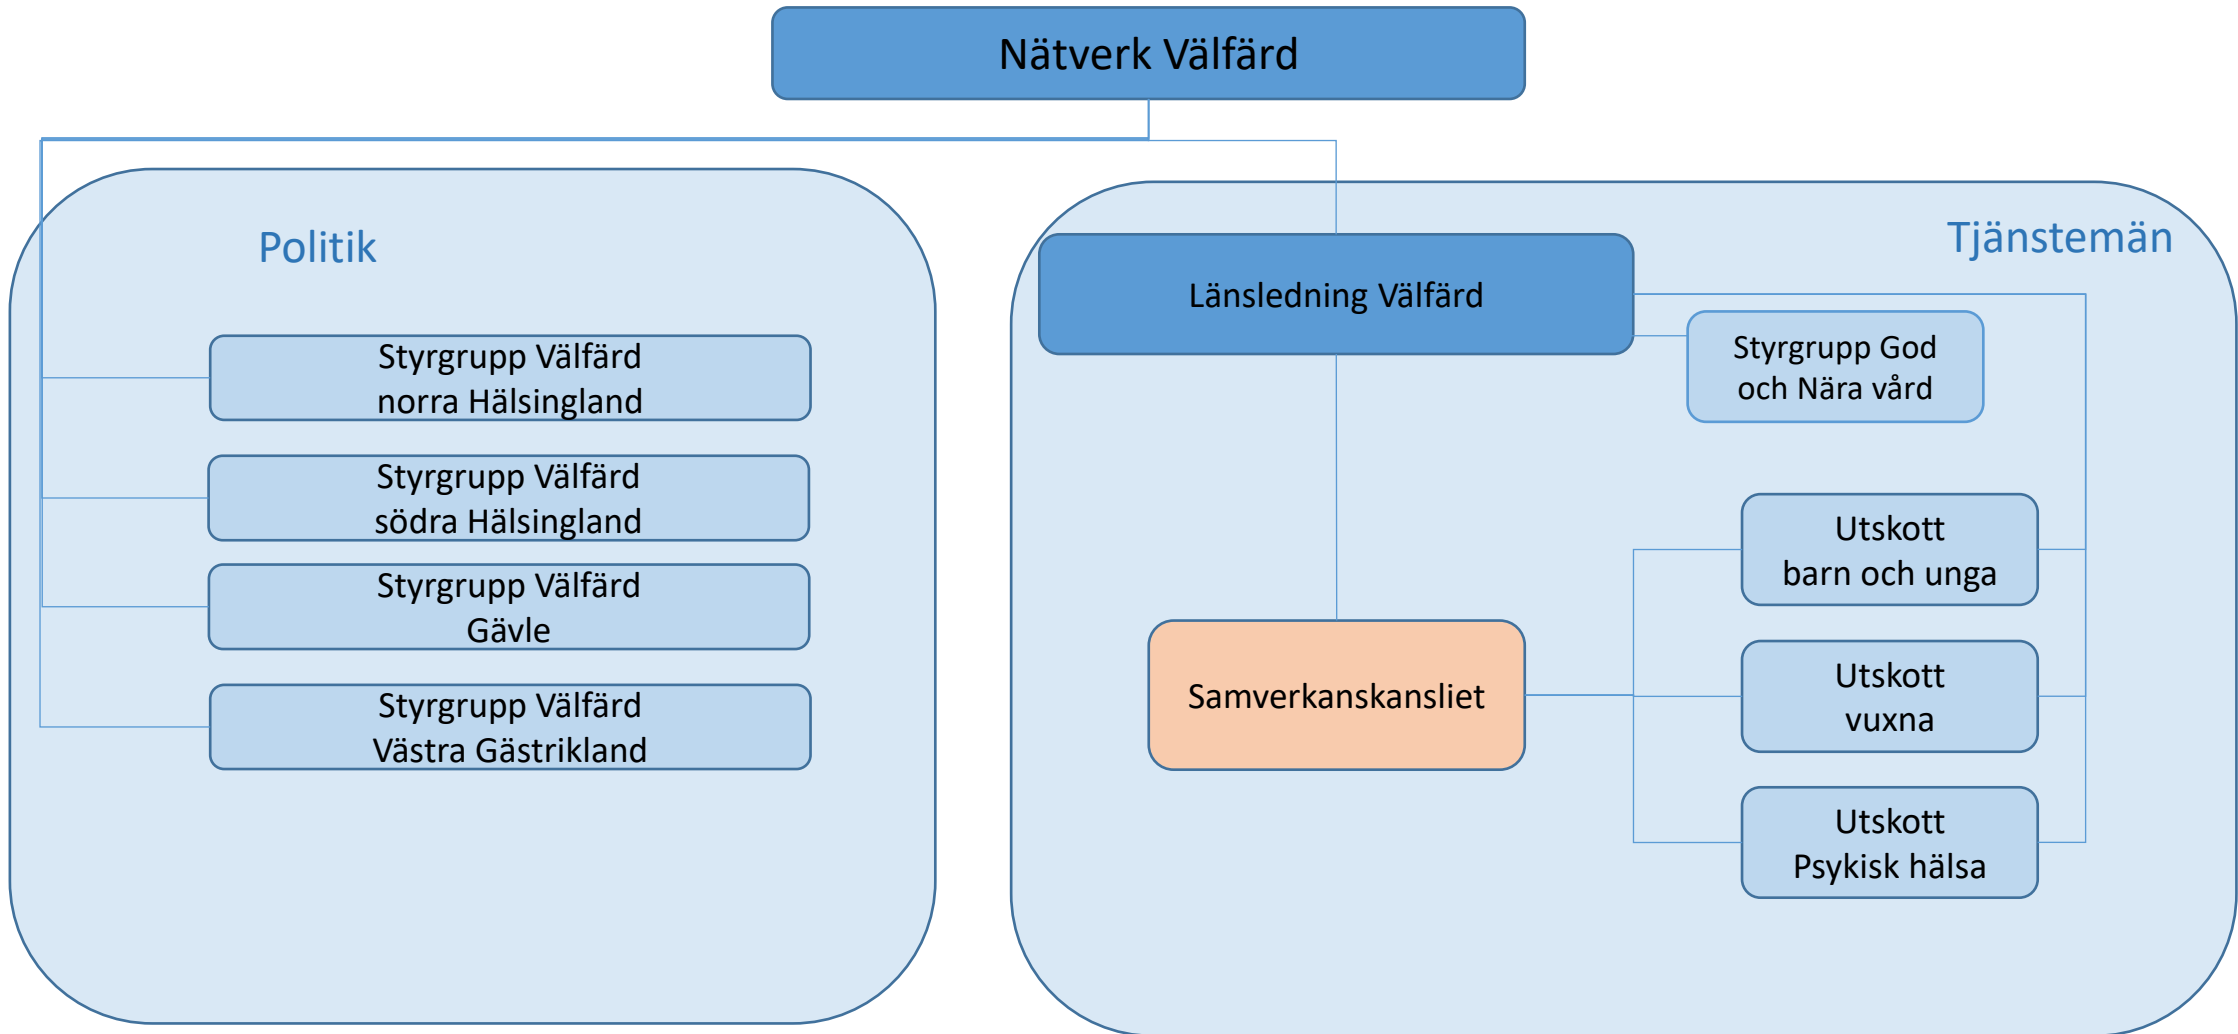 Nätverk Välfärd
Politik
Styrgrupp Välfärd
norra Hälsingland
Styrgrupp Välfärd
södra Hälsingland
Styrgrupp Välfärd
Gävle
Styrgrupp Välfärd
Västra Gästrikland
Tjänstemän
Länsledning Välfärd
Styrgrupp God
och Nära vård
Samverkanskansliet
Utskott
barn och unga
Utskott
vuxna
Utskott
Psykisk hälsa